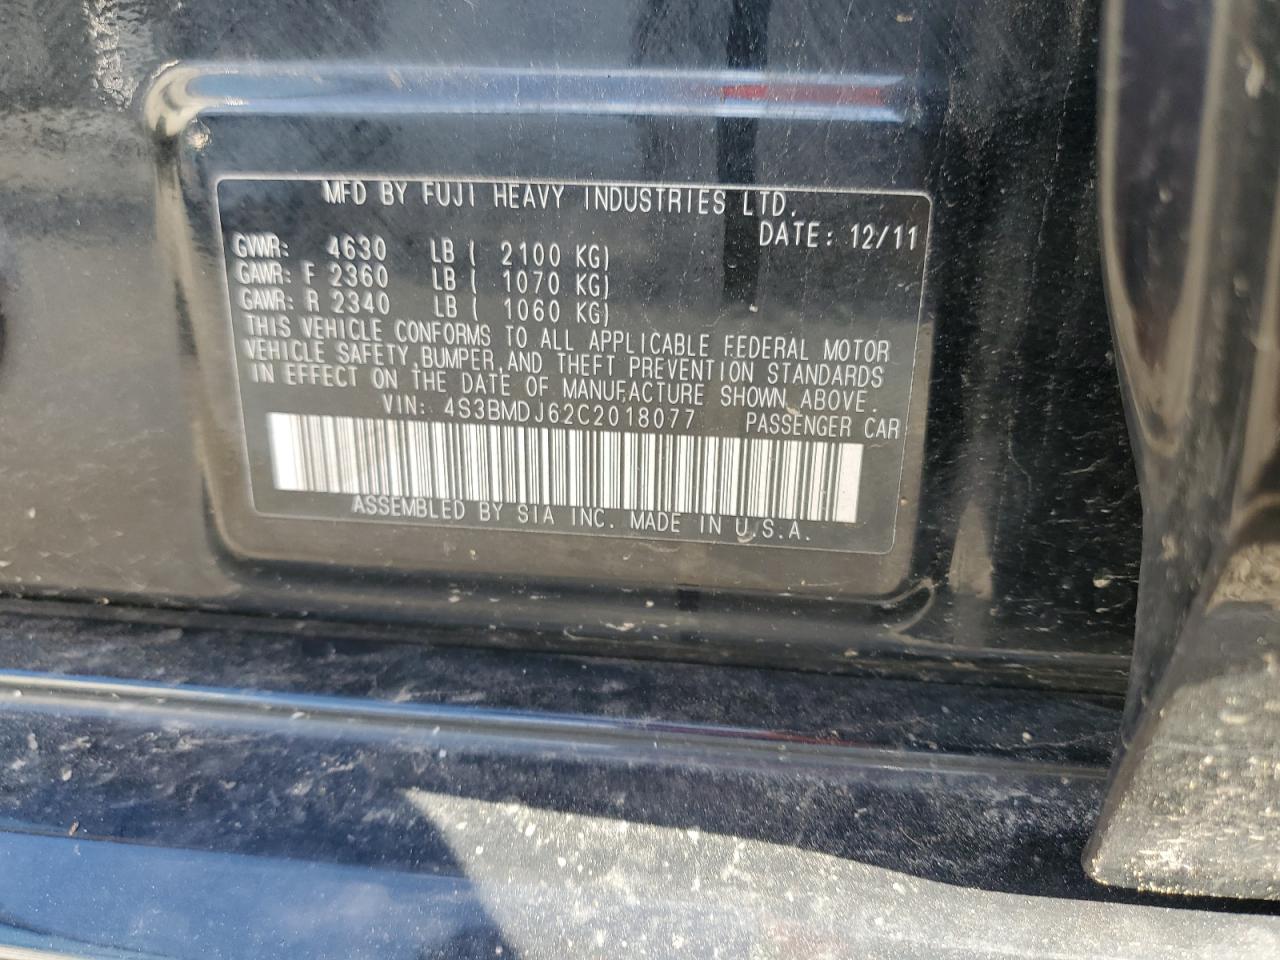 MFD BY FUJI HEAVY INDUSTRIES LTD.
DATE: 12/11
GVWR: 4630 LB ( 2100 KG)
GAWR: F 2360 LB ( 1070 KG)
GAWR: R 2340 LB ( 1060 KG)
THIS VEHICLE CONFORMS TO ALL APPLICABLE FEDERAL MOTOR
VEHICLE SAFETY,BUMPER,AND THEFT PREVENTION STANDARDS
IN EFFECT ON THE DATE OF MANUFACTURE SHOWN ABOVE.
VIN: 4S3BMDJ62C2018077 PASSENGER CAR
ASSEMBLED BY SIA INC. MADE IN U.S.A.